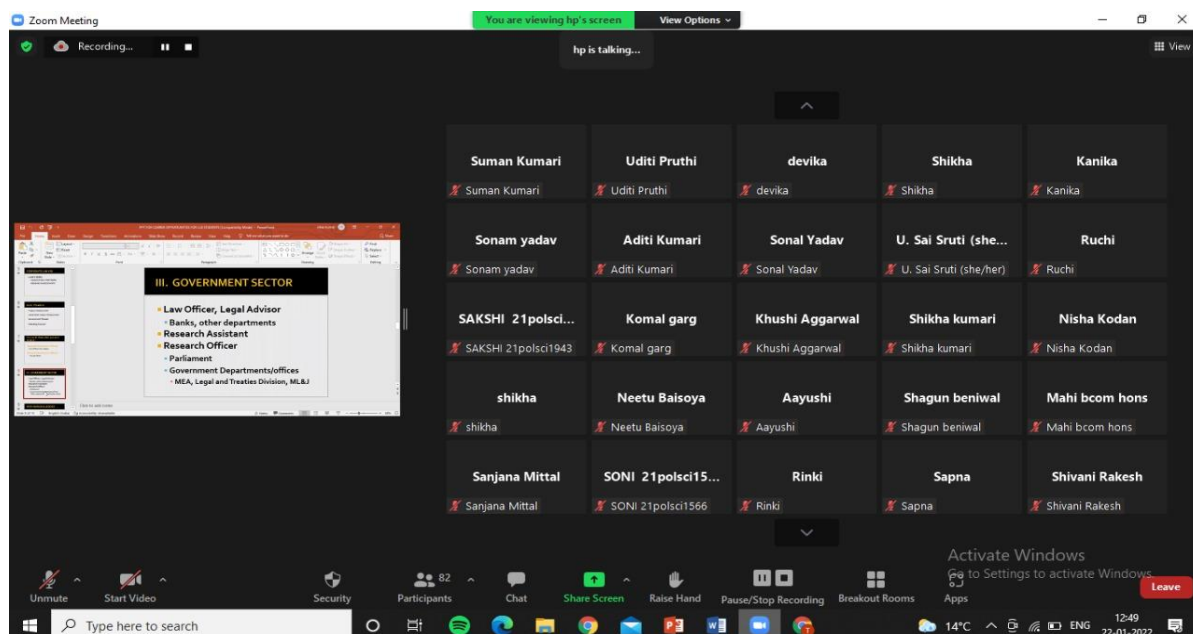 Zoom Meeting
You are viewing hp's screen
View Options
Recording...
hp is talking...
View
Suman Kumari
Uditi Pruthi
devika
Shikha
Kanika
Suman Kumari
Uditi Pruthi
devika
Shikha
Kanika
Sonam yadav
Aditi Kumari
Sonal Yadav
U. Sai Sruti (she...
Ruchi
Sonam yadav
Aditi Kumari
Sonal Yadav
U. Sai Sruti (she/her)
Ruchi
SAKSHI 21polsci...
Komal garg
Khushi Aggarwal
Shikha kumari
Nisha Kodan
SAKSHI 21polsci1943
Komal garg
Khushi Aggarwal
Shikha kumari
Nisha Kodan
shikha
Neetu Baisoya
Aayushi
Shagun beniwal
Mahi bcom hons
shikha
Neetu Baisoya
Aayushi
Shagun beniwal
Mahi bcom hons
Sanjana Mittal
SONI 21polsci15...
Rinki
Sapna
Shivani Rakesh
Sanjana Mittal
SONI 21polsci1566
Rinki
Sapna
Shivani Rakesh
III. GOVERNMENT SECTOR
Law Officer, Legal Advisor
Banks, other departments
Research Assistant
Research Officer
Parliament
Government Departments/offices
MEA, Legal and Treaties Division, ML&J
Activate Windows
Go to Settings to activate Windows.
Unmute
Start Video
Security
Participants
82
Chat
Share Screen
Raise Hand
Pause/Stop Recording
Breakout Rooms
Apps
Leave
Type here to search
14°C
ENG
12:49
22-01-2022